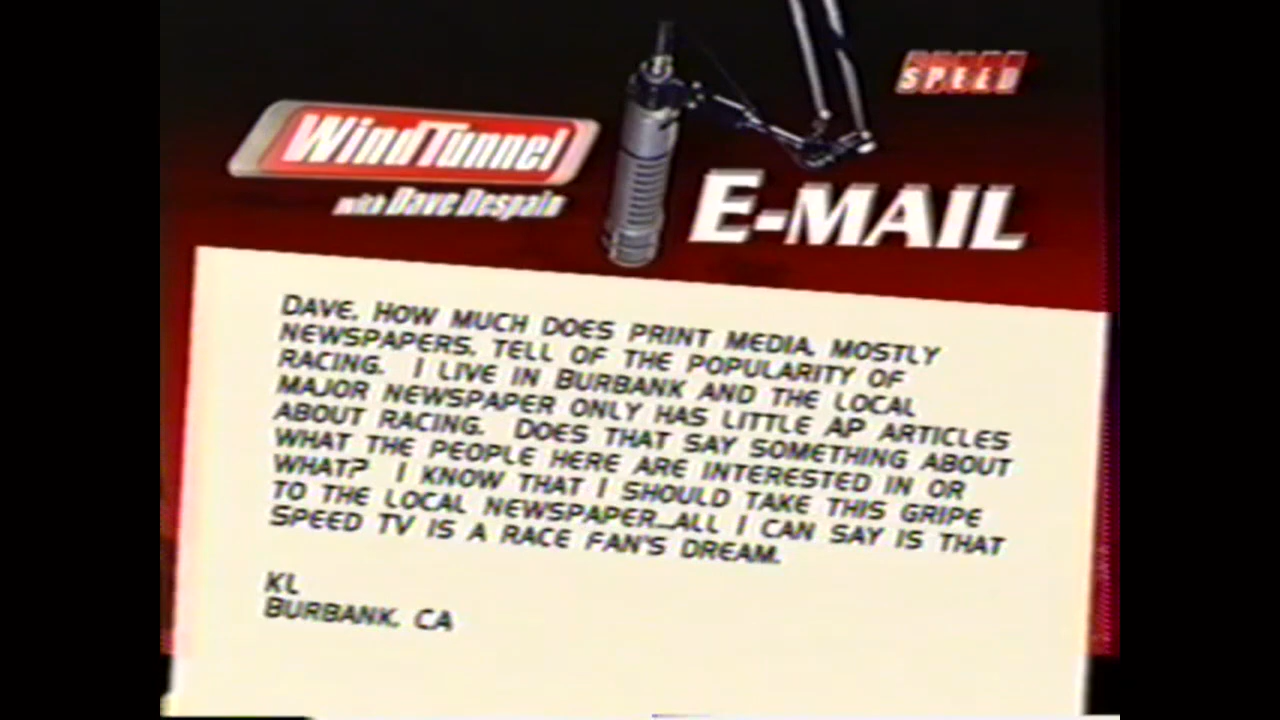 SPEED
WindTunnel
with Dave Despain
E-MAIL
DAVE, HOW MUCH DOES PRINT MEDIA, MOSTLY
NEWSPAPERS, TELL OF THE POPULARITY OF
RACING. I LIVE IN BURBANK AND THE LOCAL
MAJOR NEWSPAPER ONLY HAS LITTLE AP ARTICLES
ABOUT RACING. DOES THAT SAY SOMETHING ABOUT
WHAT THE PEOPLE HERE ARE INTERESTED IN OR
WHAT? I KNOW THAT I SHOULD TAKE THIS GRIPE
TO THE LOCAL NEWSPAPER...ALL I CAN SAY IS THAT
SPEED TV IS A RACE FAN'S DREAM.
KL
BURBANK, CA